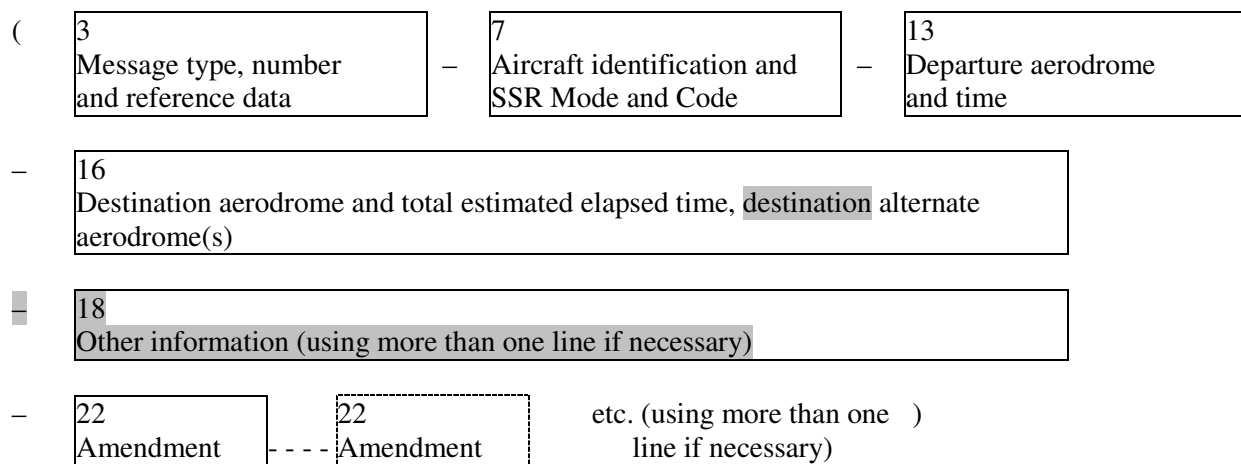 ( 3 7 13
Message type, number – Aircraft identification and – Departure aerodrome
and reference data SSR Mode and Code and time
– 16
Destination aerodrome and total estimated elapsed time, destination alternate
aerodrome(s)
– 18
Other information (using more than one line if necessary)
– 22 22 etc. (using more than one )
Amendment - - - - Amendment line if necessary)